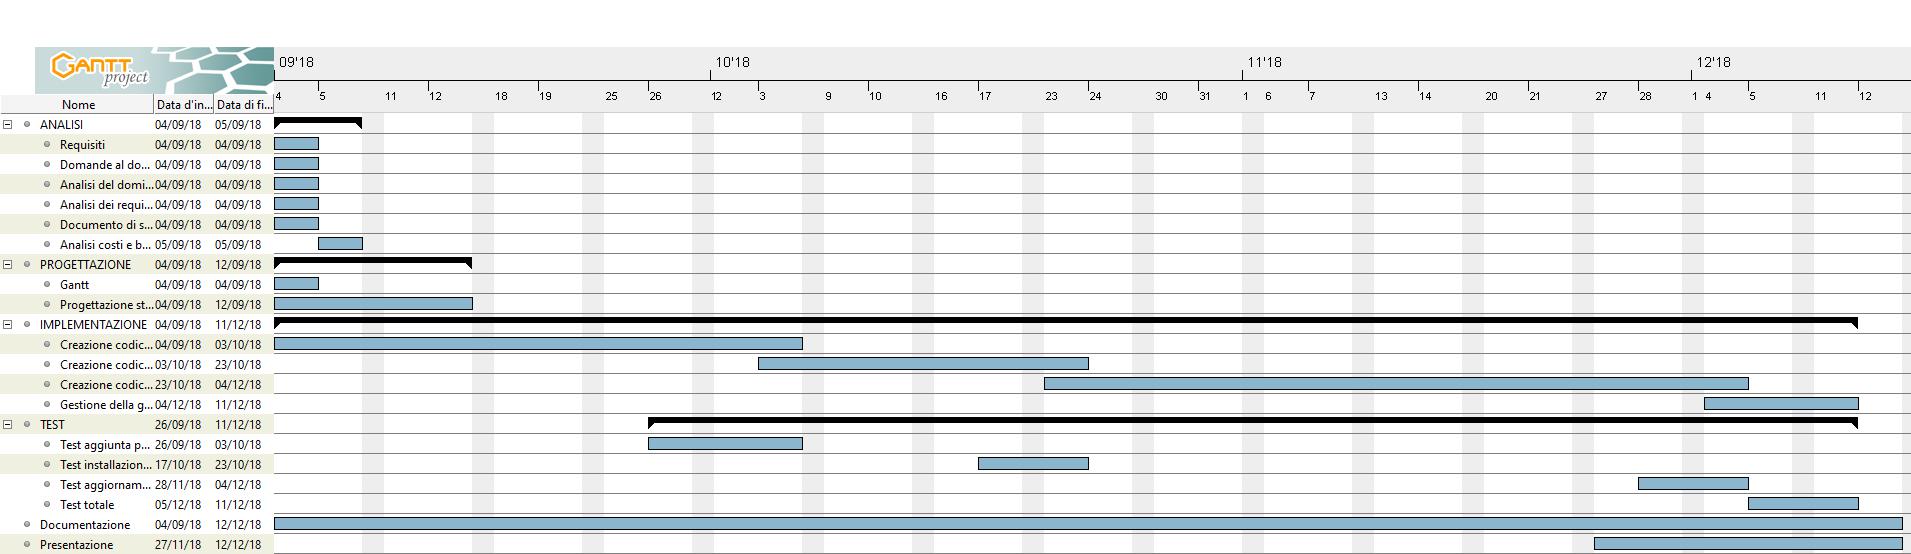 GANTT
project
09'18 10'18 11'18 12'18
4 5 11 12 18 19 25 26 12 3 9 10 16 17 23 24 30 31 1 6 7 13 14 20 21 27 28 1 4 5 11 12
Nome Data d'in... Data di fi...
ANALISI 04/09/18 05/09/18
Requisiti 04/09/18 04/09/18
Domande al do... 04/09/18 04/09/18
Analisi del domi... 04/09/18 04/09/18
Analisi dei requi... 04/09/18 04/09/18
Documento di s... 04/09/18 04/09/18
Analisi costi e b... 05/09/18 05/09/18
PROGETTAZIONE 04/09/18 12/09/18
Gantt 04/09/18 04/09/18
Progettazione st... 04/09/18 12/09/18
IMPLEMENTAZIONE 04/09/18 11/12/18
Creazione codic... 04/09/18 03/10/18
Creazione codic... 03/10/18 23/10/18
Creazione codic... 23/10/18 04/12/18
Gestione della g... 04/12/18 11/12/18
TEST 26/09/18 11/12/18
Test aggiunta p... 26/09/18 03/10/18
Test installazion... 17/10/18 23/10/18
Test aggiornam... 28/11/18 04/12/18
Test totale 05/12/18 11/12/18
Documentazione 04/09/18 12/12/18
Presentazione 27/11/18 12/12/18